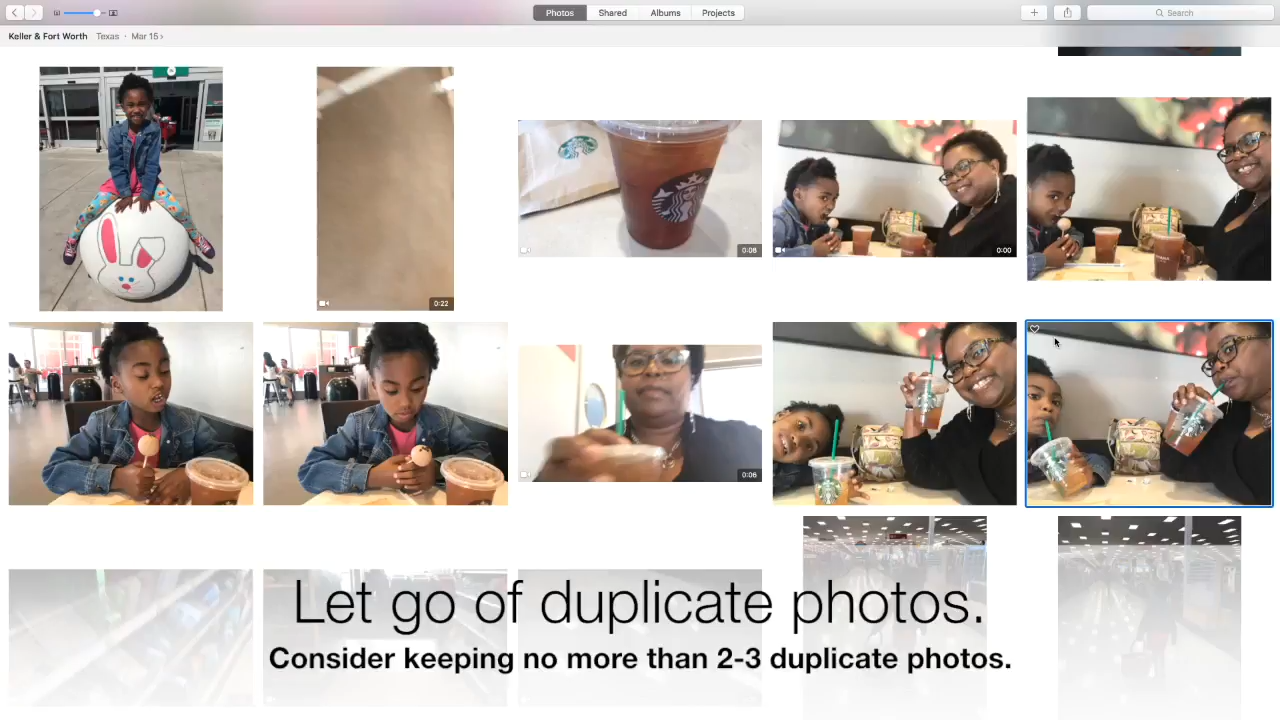 Photos Shared Albums Projects
Search
Keller & Fort Worth Texas · Mar 15 >
0:22
0:08
0:00
0:06
Let go of duplicate photos.
Consider keeping no more than 2-3 duplicate photos.